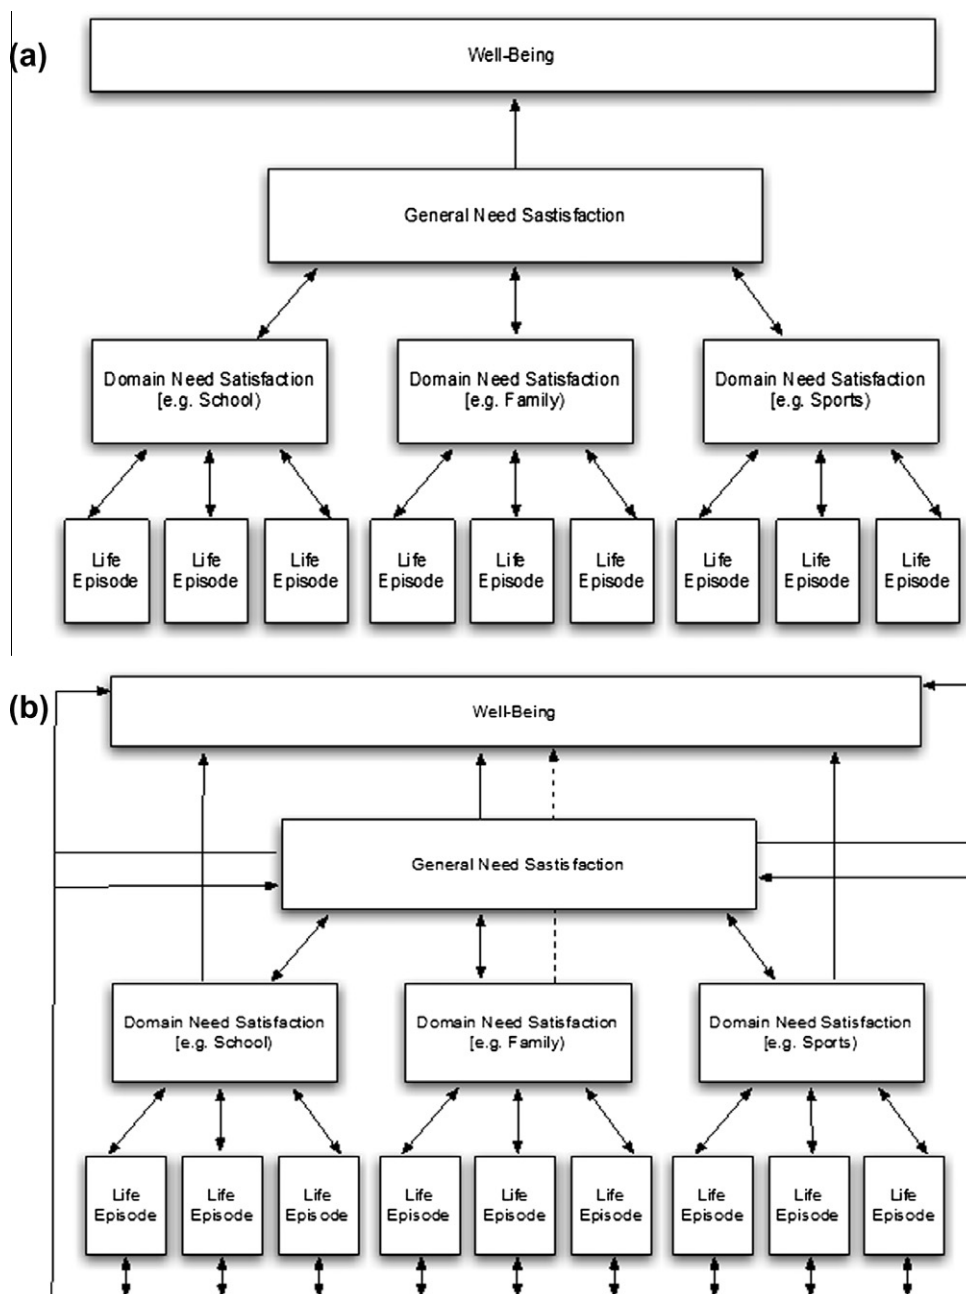 (a)
Well-Being
General Need Sastisfaction
Domain Need Satisfaction
[e.g. School)
Domain Need Satisfaction
[e.g. Family)
Domain Need Satisfaction
[e.g. Sports)
Life
Episode
Life
Episode
Life
Episode
Life
Episode
Life
Episode
Life
Episode
Life
Episode
Life
Episode
Life
Episode
(b)
Well-Being
General Need Sastisfaction
Domain Need Satisfaction
[e.g. School)
Domain Need Satisfaction
[e.g. Family)
Domain Need Satisfaction
[e.g. Sports)
Life
Episode
Life
Episode
Life
Episode
Life
Episode
Life
Episode
Life
Episode
Life
Episode
Life
Episode
Life
Episode